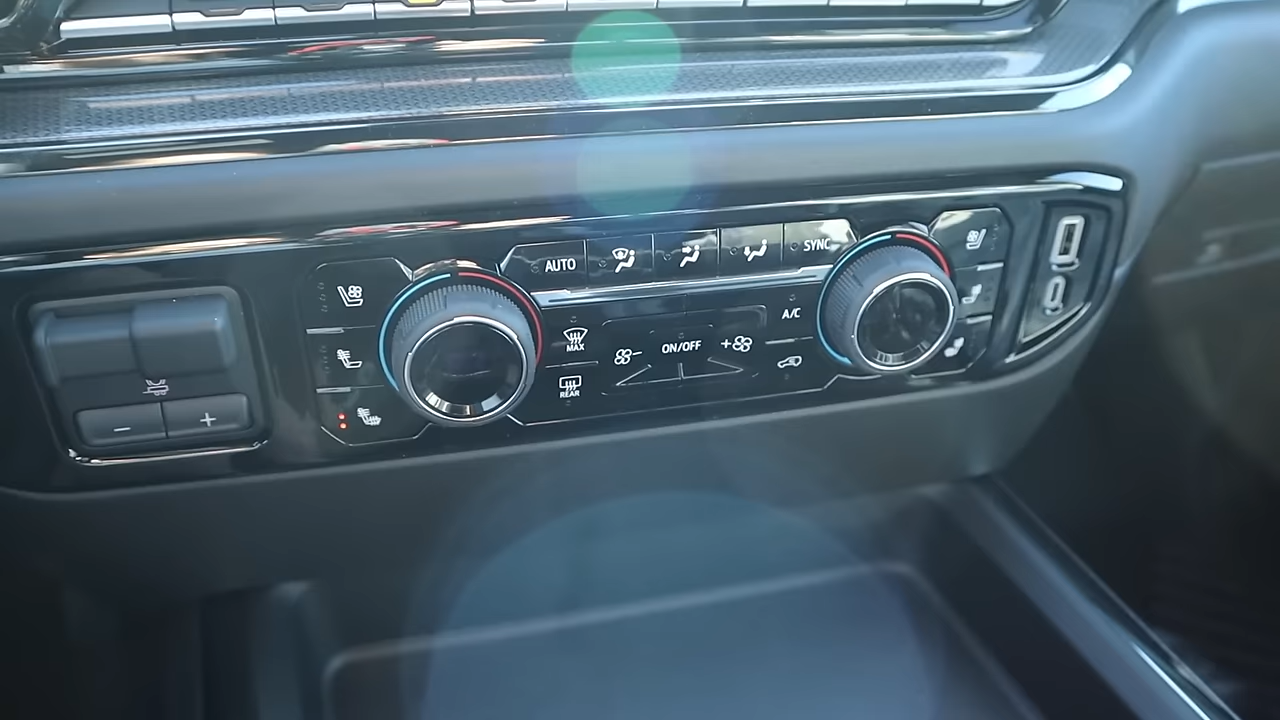 AUTO
SYNC
MAX
ON/OFF
A/C
REAR
- +